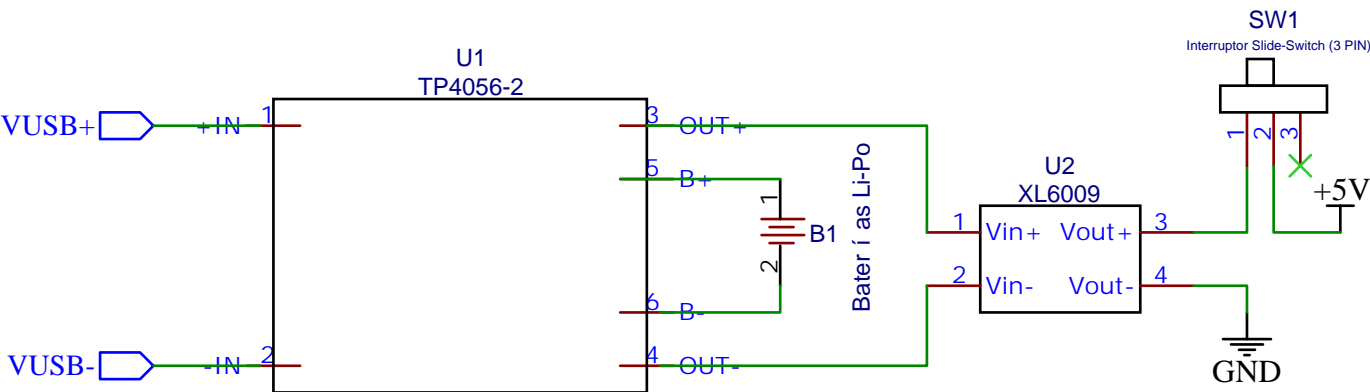 SW1
Interruptor Slide-Switch (3 PIN)
U1
TP4056-2
VUSB+
+IN
1
3
OUT+
1
2
3
5
B+
1
B1
2
Bater í as Li-Po
U2
XL6009
+5V
1
Vin+
Vout+
3
2
Vin-
Vout-
4
6
B-
VUSB-
-IN
2
4
OUT-
GND